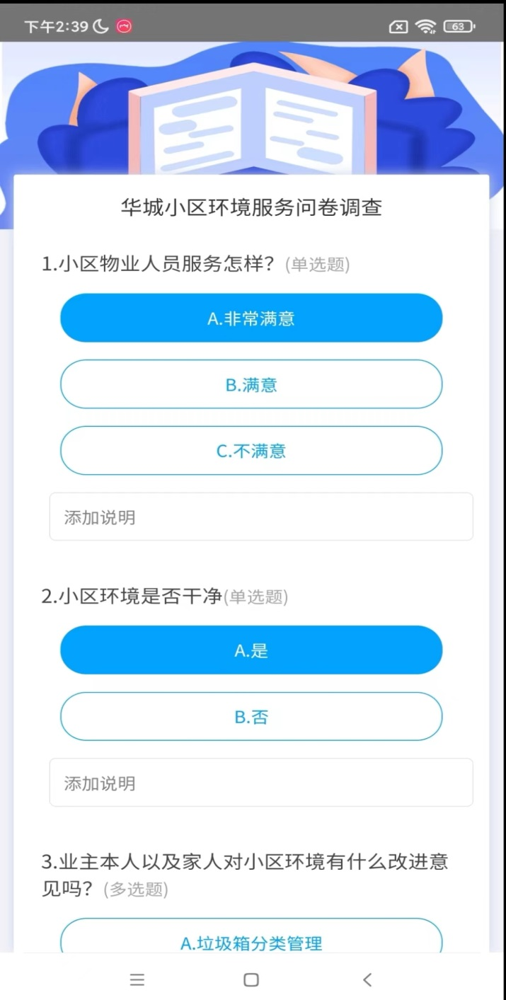 下午2:39
63
华城小区环境服务问卷调查
1.小区物业人员服务怎样？(单选题)
A.非常满意
B.满意
C.不满意
添加说明
2.小区环境是否干净(单选题)
A.是
B.否
添加说明
3.业主本人以及家人对小区环境有什么改进意
见吗？(多选题)
A.垃圾箱分类管理